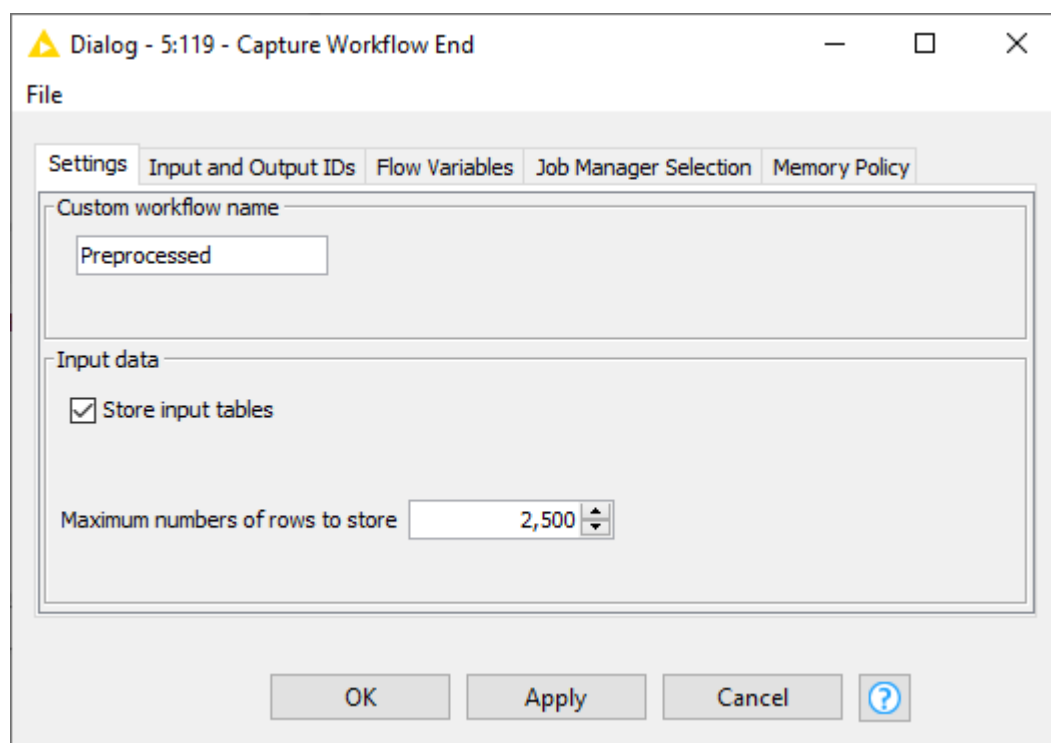 Dialog - 5:119 - Capture Workflow End
File
Settings Input and Output IDs Flow Variables Job Manager Selection Memory Policy
Custom workflow name
Preprocessed
Input data
Store input tables
Maximum numbers of rows to store 2,500
OK Apply Cancel ?